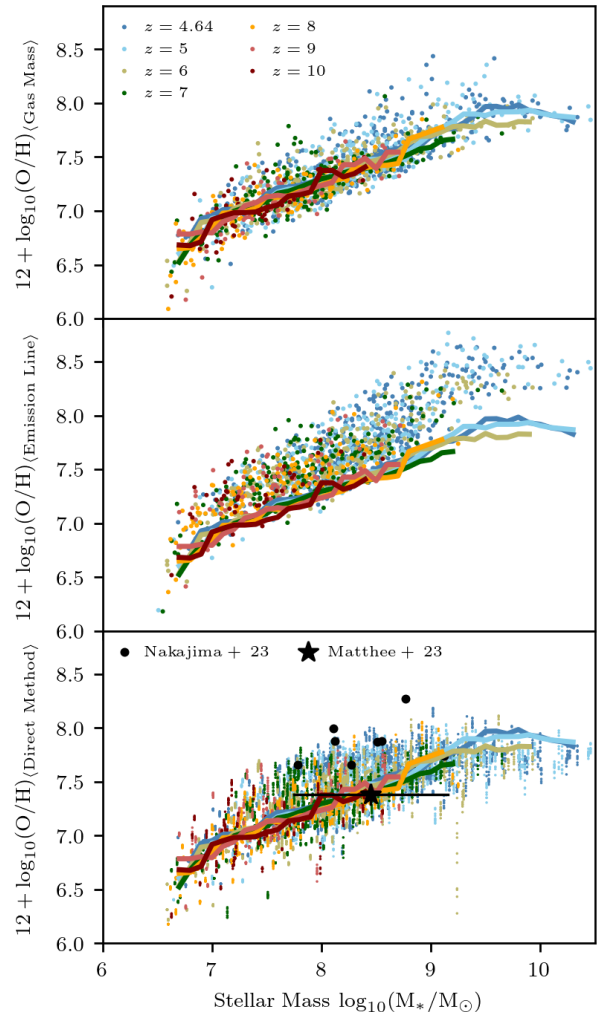 8.5
8.0
7.5
7.0
6.5
6.0
12 + log₁₀(O/H)⟨Gas Mass⟩
z = 4.64
z = 5
z = 6
z = 7
z = 8
z = 9
z = 10
8.5
8.0
7.5
7.0
6.5
6.0
12 + log₁₀(O/H)⟨Emission Line⟩
8.5
8.0
7.5
7.0
6.5
6.0
12 + log₁₀(O/H)⟨Direct Method⟩
Nakajima + 23
Matthee + 23
6 7 8 9 10
Stellar Mass log₁₀(M*/M⊙)